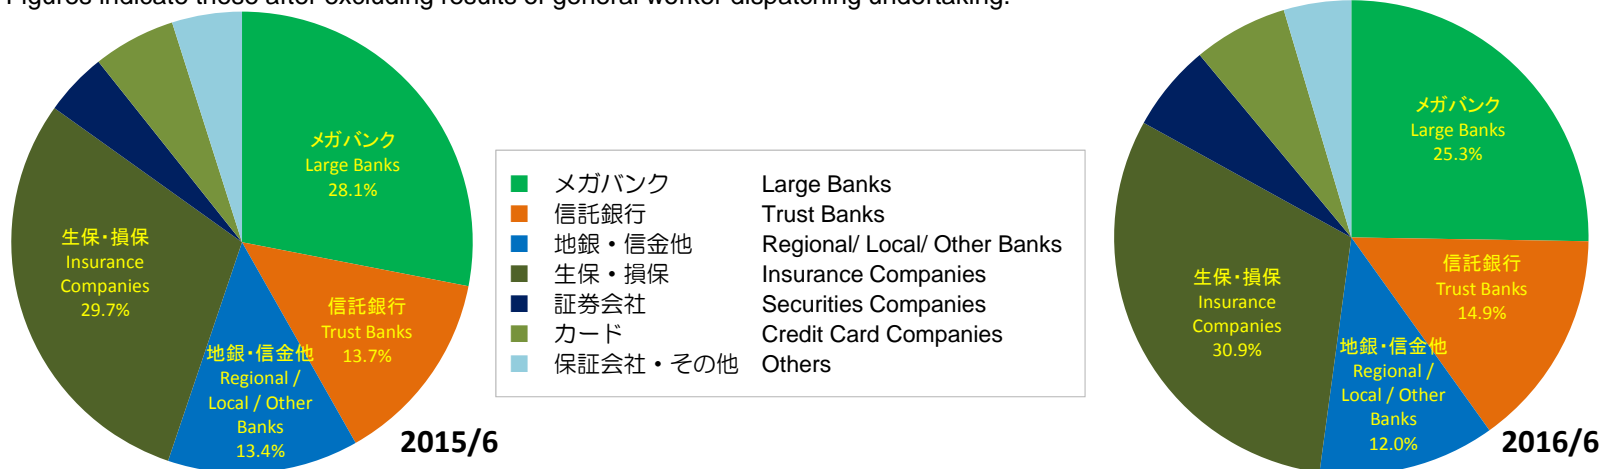 Figures indicate those after excluding results of general worker dispatching undertaking.
メガバンク
Large Banks
28.1%
信託銀行
Trust Banks
13.7%
地銀・信金他
Regional /
Local / Other
Banks
13.4%
生保・損保
Insurance
Companies
29.7%
2015/6
メガバンク Large Banks
信託銀行 Trust Banks
地銀・信金他 Regional/ Local/ Other Banks
生保・損保 Insurance Companies
証券会社 Securities Companies
カード Credit Card Companies
保証会社・その他 Others
メガバンク
Large Banks
25.3%
信託銀行
Trust Banks
14.9%
地銀・信金他
Regional /
Local / Other
Banks
12.0%
生保・損保
Insurance
Companies
30.9%
2016/6